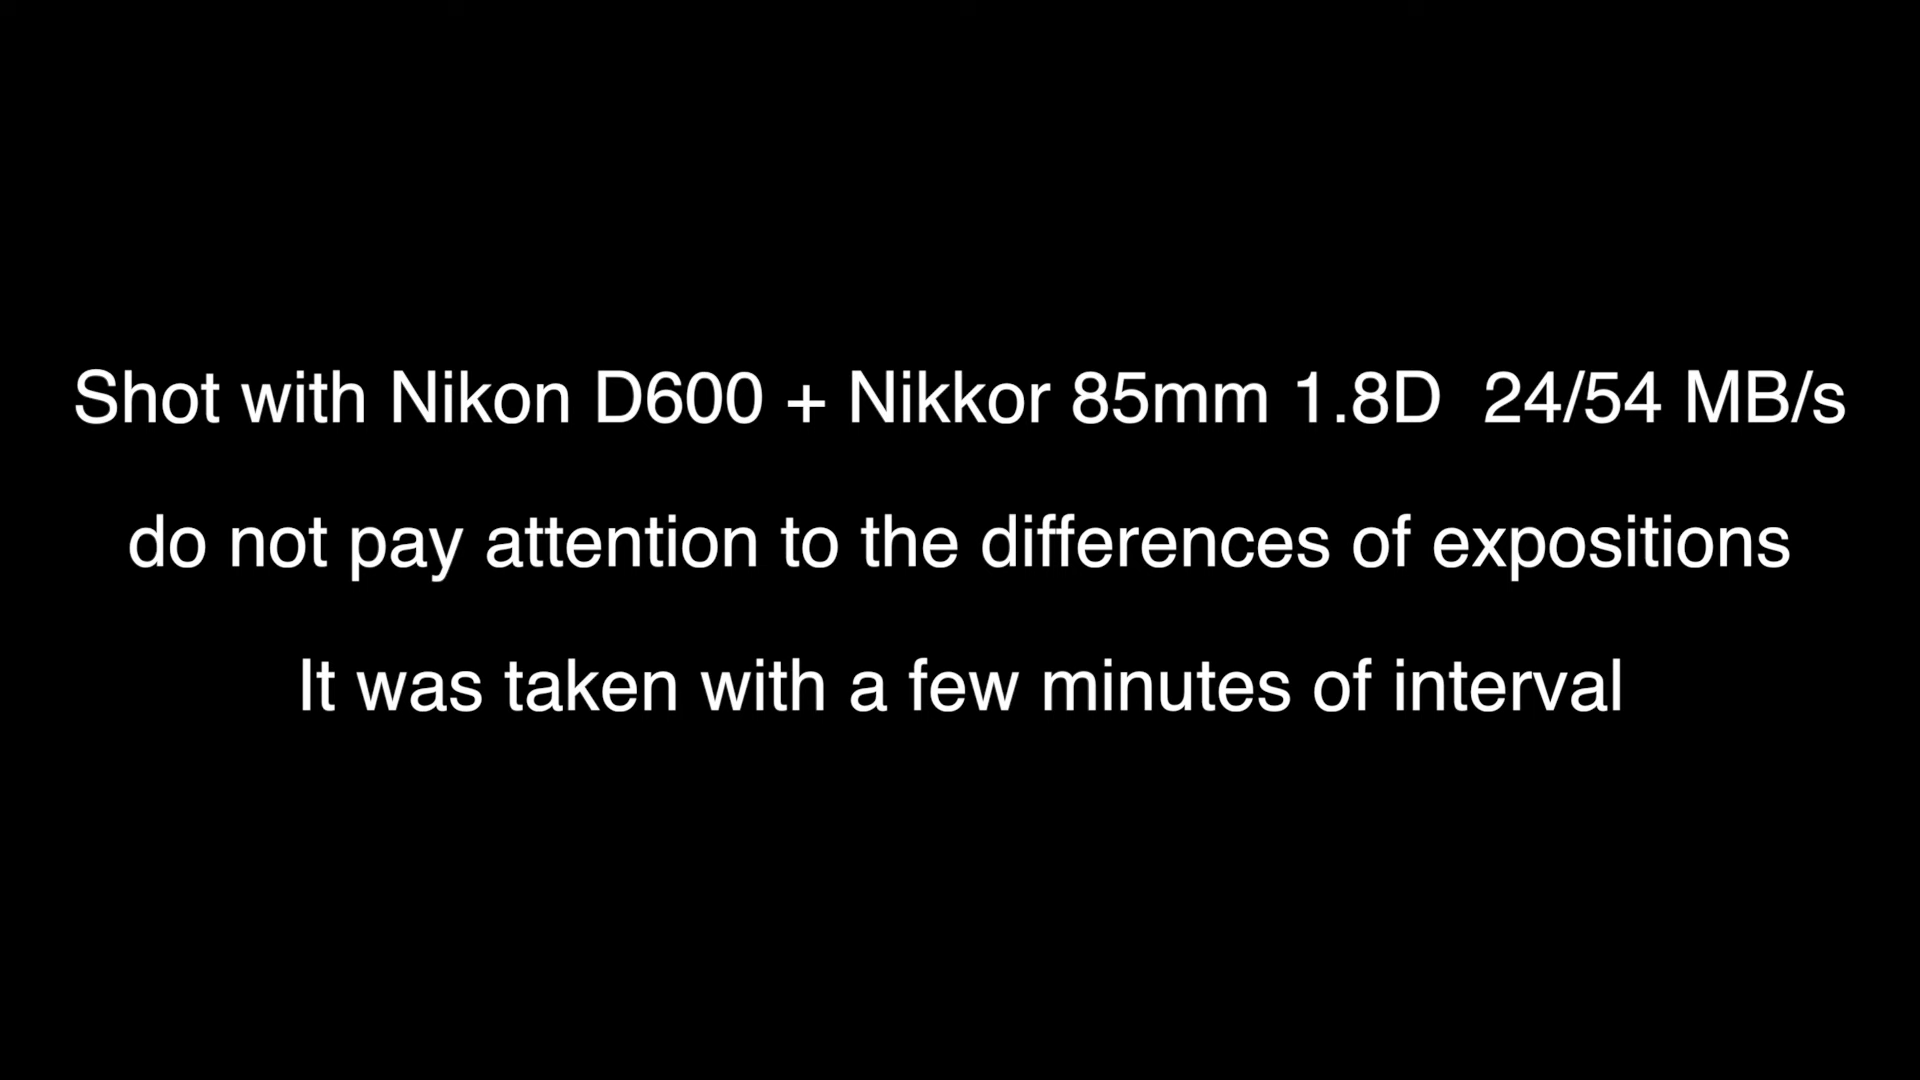 Shot with Nikon D600 + Nikkor 85mm 1.8D  24/54 MB/s
do not pay attention to the differences of expositions
It was taken with a few minutes of interval